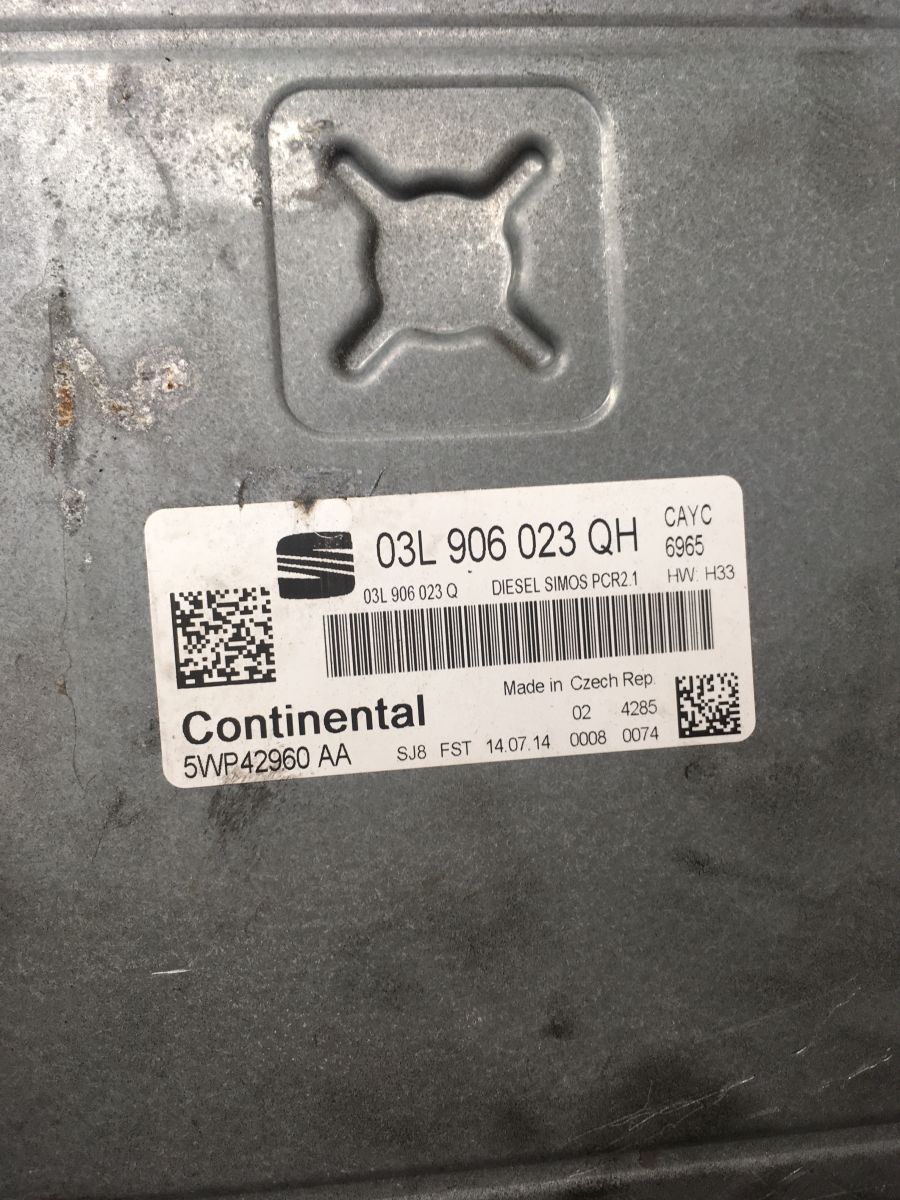 03L 906 023 QH
CAYC
6965
03L 906 023 Q DIESEL SIMOS PCR2.1 HW: H33
Made in Czech Rep.
Continental 02 4285
5WP42960 AA SJ8 FST 14.07.14 0008 0074